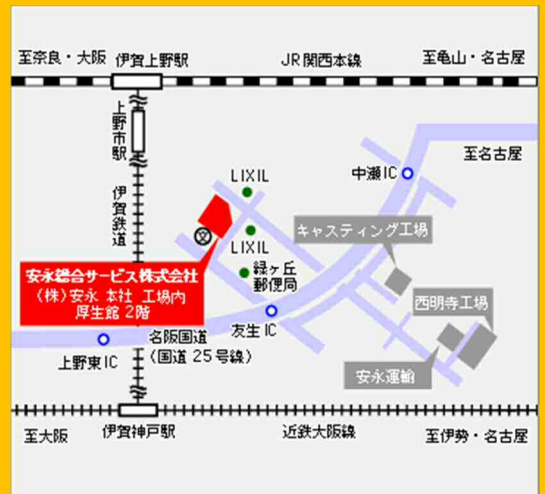 至奈良・大阪
伊賀上野駅
JR関西本線
至亀山・名古屋
上野市駅
至名古屋
伊賀鉄道
LIXIL
中瀬IC
文
LIXIL
キャスティング工場
安永総合サービス株式会社
(株)安永 本社 工場内
厚生館 2階
緑ヶ丘
郵便局
西明寺工場
上野東IC
名阪国道
(国道 25号線)
友生IC
安永運輸
至大阪
伊賀神戸駅
近鉄大阪線
至伊勢・名古屋